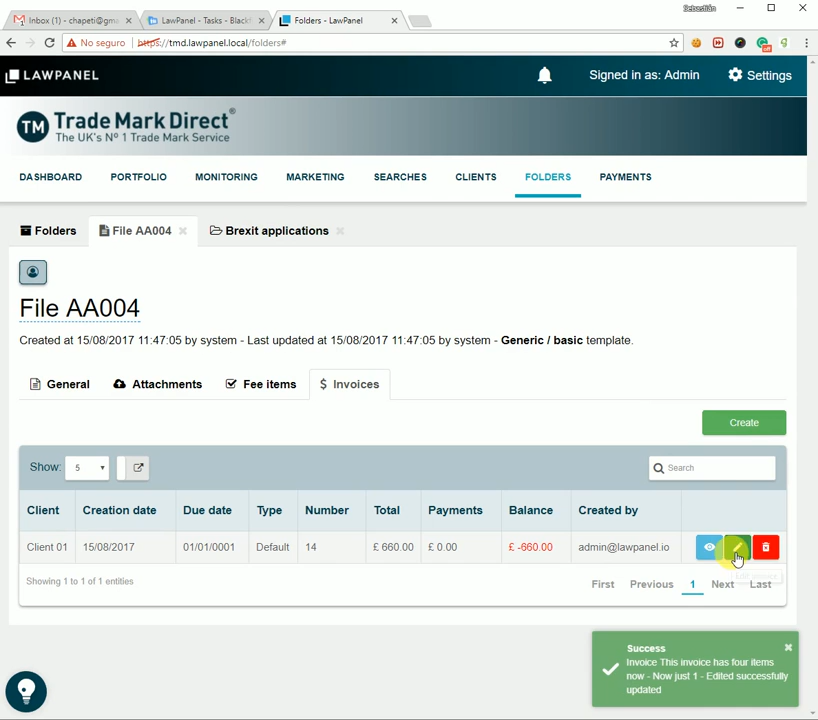 Sebastián
Inbox (1) - chapeti@gma
LawPanel - Tasks - Black
Folders - LawPanel
No seguro
https://tmd.lawpanel.local/folders#
LAWPANEL
Signed in as: Admin
Settings
TM
Trade Mark Direct®
The UK's Nº 1 Trade Mark Service
DASHBOARD
PORTFOLIO
MONITORING
MARKETING
SEARCHES
CLIENTS
FOLDERS
PAYMENTS
Folders
File AA004
Brexit applications
File AA004
Created at 15/08/2017 11:47:05 by system - Last updated at 15/08/2017 11:47:05 by system - Generic / basic template.
General
Attachments
Fee items
$ Invoices
Create
Show: 5
Search
Client Creation date Due date Type Number Total Payments Balance Created by
Client 01 15/08/2017 01/01/0001 Default 14 £ 660.00 £ 0.00 £ -660.00 admin@lawpanel.io
Showing 1 to 1 of 1 entities
First Previous 1 Next Last
Success
Invoice This invoice has four items
now - Now just 1 - Edited successfully
updated